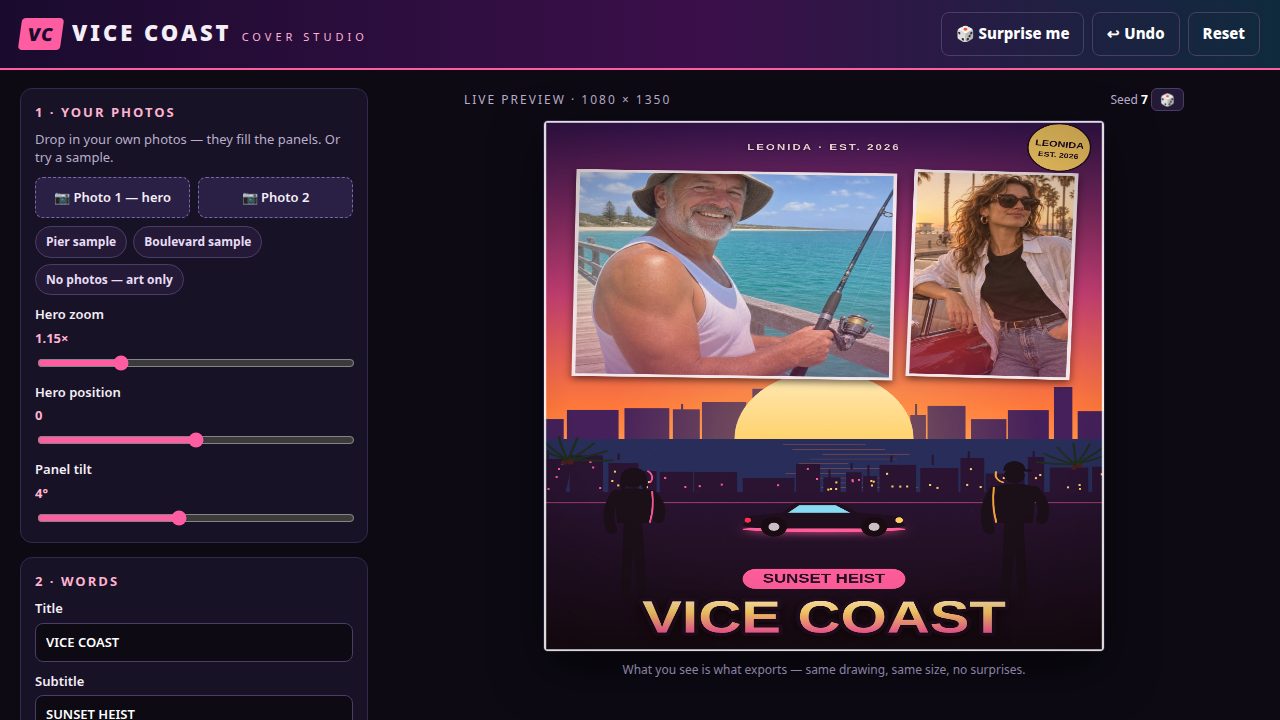 VC VICE COAST COVER STUDIO
🎲 Surprise me
↩ Undo
Reset
1 · YOUR PHOTOS
Drop in your own photos — they fill the panels. Or
try a sample.
📷 Photo 1 — hero
📷 Photo 2
Pier sample
Boulevard sample
No photos — art only
Hero zoom
1.15×
Hero position
0
Panel tilt
4°
2 · WORDS
Title
VICE COAST
Subtitle
SUNSET HEIST
LIVE PREVIEW · 1080 × 1350
Seed 7 🎲
LEONIDA · EST. 2026
LEONIDA
EST. 2026
SUNSET HEIST
VICE COAST
What you see is what exports — same drawing, same size, no surprises.